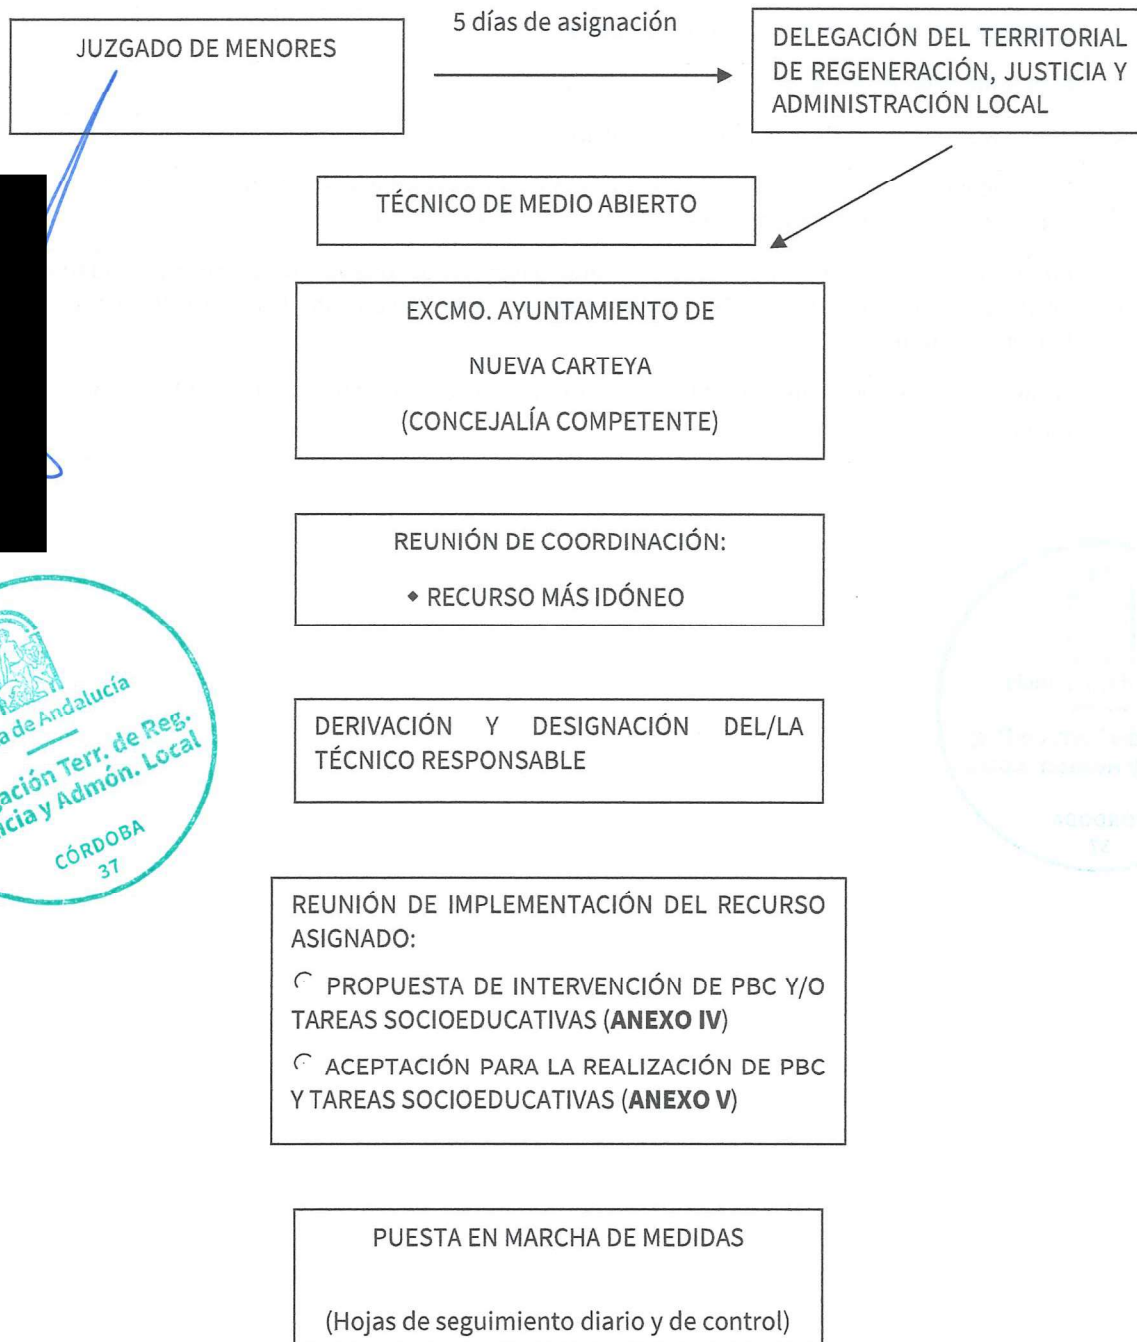 5 días de asignación
JUZGADO DE MENORES
DELEGACIÓN DEL TERRITORIAL
DE REGENERACIÓN, JUSTICIA Y
ADMINISTRACIÓN LOCAL
TÉCNICO DE MEDIO ABIERTO
EXCMO. AYUNTAMIENTO DE
NUEVA CARTEYA
(CONCEJALÍA COMPETENTE)
REUNIÓN DE COORDINACIÓN:
◆ RECURSO MÁS IDÓNEO
DERIVACIÓN Y DESIGNACIÓN DEL/LA
TÉCNICO RESPONSABLE
REUNIÓN DE IMPLEMENTACIÓN DEL RECURSO
ASIGNADO:
PROPUESTA DE INTERVENCIÓN DE PBC Y/O
TAREAS SOCIOEDUCATIVAS (ANEXO IV)
ACEPTACIÓN PARA LA REALIZACIÓN DE PBC
Y TAREAS SOCIOEDUCATIVAS (ANEXO V)
PUESTA EN MARCHA DE MEDIDAS
(Hojas de seguimiento diario y de control)
a de Andalucía
ación Terr. de Reg.
icia y Admón. Local
CÓRDOBA
37